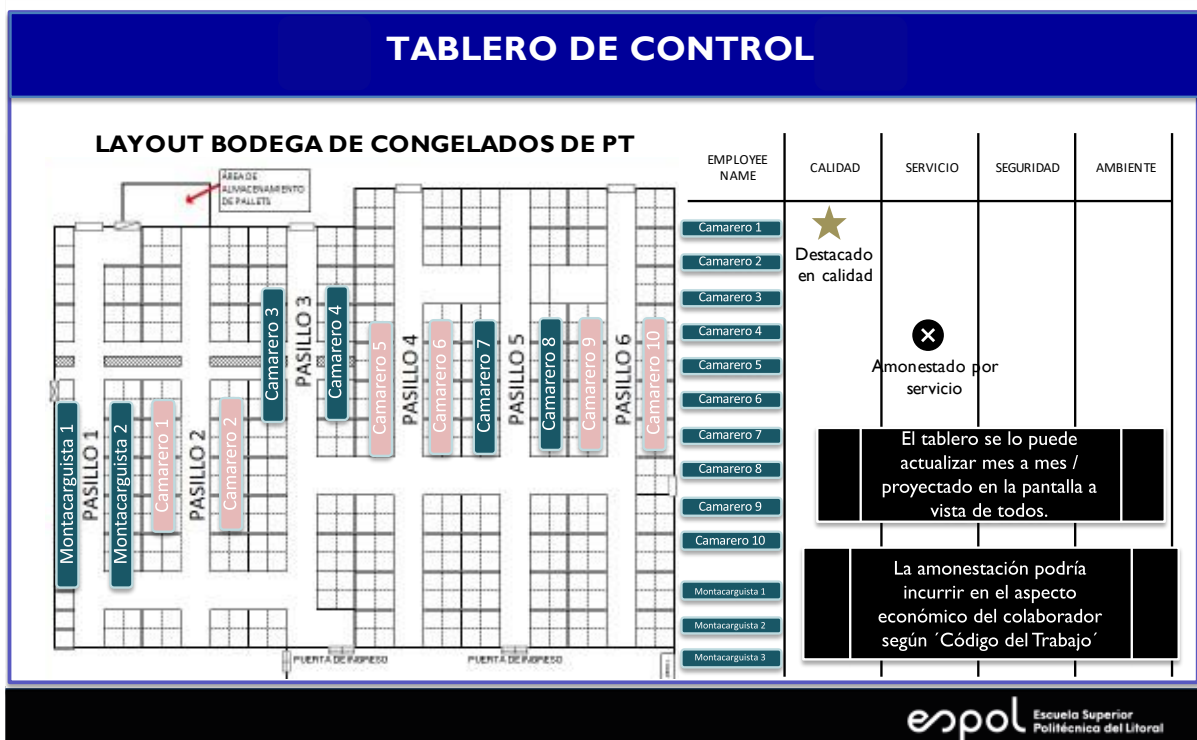 TABLERO DE CONTROL
LAYOUT BODEGA DE CONGELADOS DE PT
ÁREA DE
ALMACENAMIENTO
DE PALLETS
Montacarguista 1
PASILLO 1
Montacarguista 2
Camarero 1
PASILLO 2
Camarero 2
Camarero 3
PASILLO 3
Camarero 4
Camarero 5
PASILLO 4
Camarero 6
Camarero 7
PASILLO 5
Camarero 8
Camarero 9
PASILLO 6
Camarero 10
PUERTA DE INGRESO
PUERTA DE INGRESO
EMPLOYEE
NAME
CALIDAD
SERVICIO
SEGURIDAD
AMBIENTE
Camarero 1
Camarero 2
Camarero 3
Camarero 4
Camarero 5
Camarero 6
Camarero 7
Camarero 8
Camarero 9
Camarero 10
Montacarguista 1
Montacarguista 2
Montacarguista 3
Destacado
en calidad
Amonestado por
servicio
El tablero se lo puede
actualizar mes a mes /
proyectado en la pantalla a
vista de todos.
La amonestación podría
incurrir en el aspecto
económico del colaborador
según ´Código del Trabajo´
espol
Escuela Superior
Politécnica del Litoral